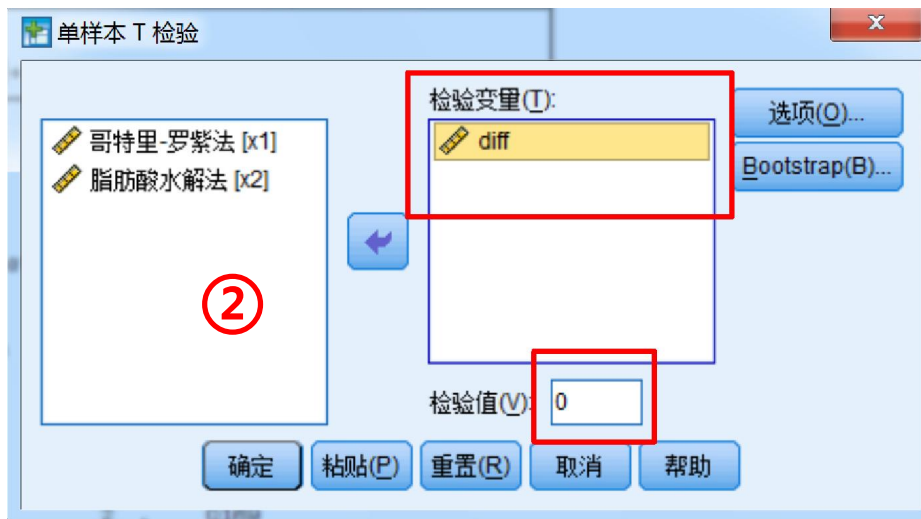 单样本 T 检验
x
检验变量(T):
哥特里-罗紫法 [x1]
脂肪酸水解法 [x2]
diff
选项(O)...
Bootstrap(B)...
②
检验值(V): 0
确定 粘贴(P) 重置(R) 取消 帮助